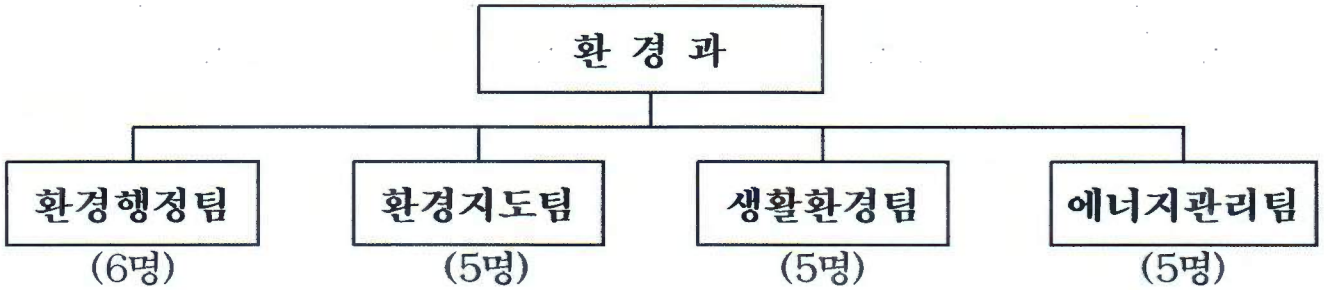 환 경 과
환경행정팀 환경지도팀 생활환경팀 에너지관리팀
(6명) (5명) (5명) (5명)